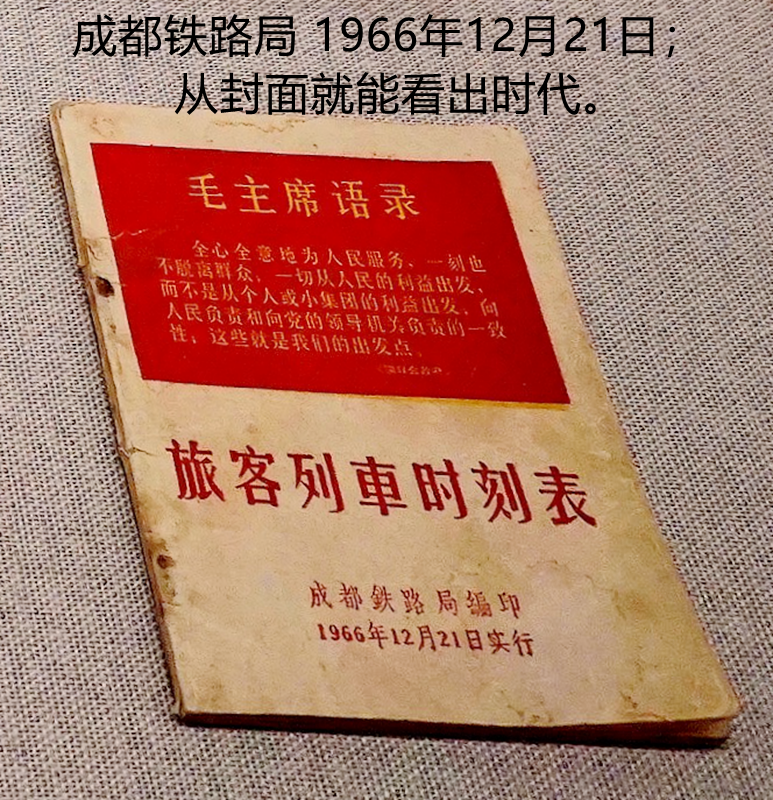 成都铁路局 1966年12月21日；
从封面就能看出时代。
毛主席语录
全心全意地为人民服务，一刻也
不脱离群众，一切从人民的利益出发，
而不是从个人或小集团的利益出发；向
人民负责和向党的领导机关负责的一致
性；这些就是我们的出发点。
旅客列車时刻表
成都鉄路局编印
1966年12月21日实行